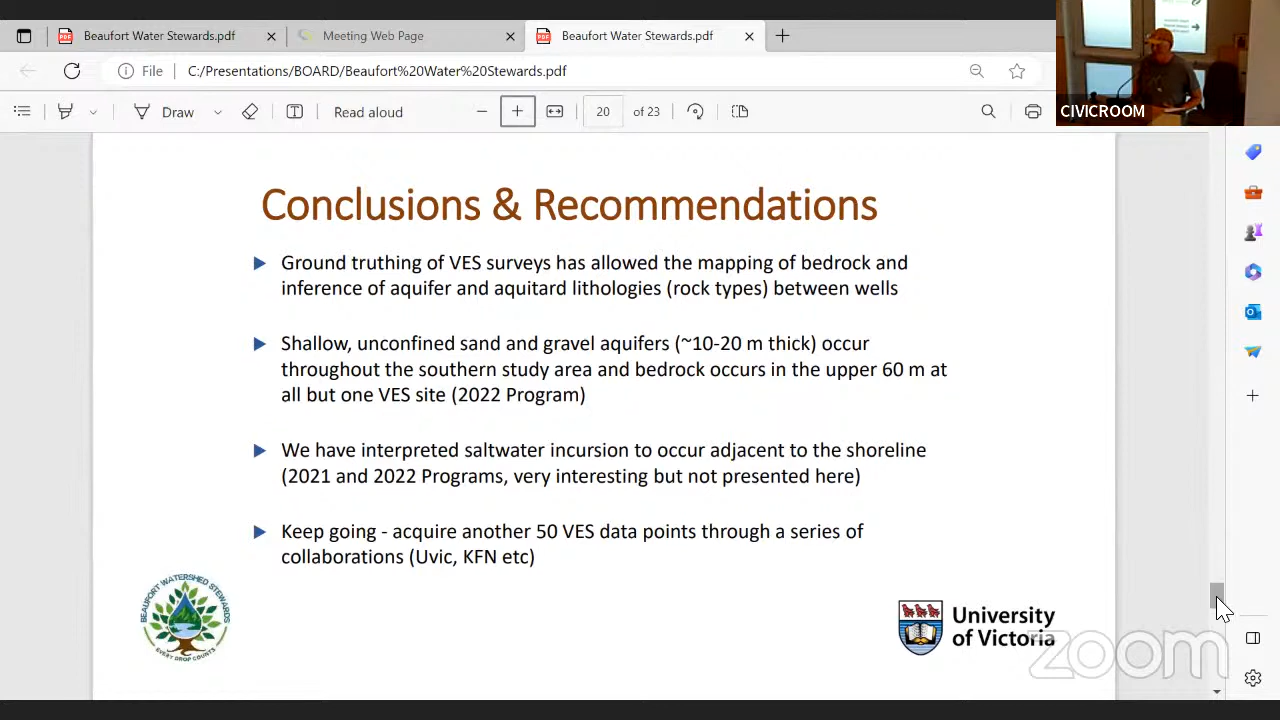 Beaufort Water Stewards.pdf
Meeting Web Page
Beaufort Water Stewards.pdf
File
C:/Presentations/BOARD/Beaufort%20Water%20Stewards.pdf
Draw
Read aloud
20
of 23
CIVICROOM
Conclusions & Recommendations
Ground truthing of VES surveys has allowed the mapping of bedrock and
inference of aquifer and aquitard lithologies (rock types) between wells
Shallow, unconfined sand and gravel aquifers (~10-20 m thick) occur
throughout the southern study area and bedrock occurs in the upper 60 m at
all but one VES site (2022 Program)
We have interpreted saltwater incursion to occur adjacent to the shoreline
(2021 and 2022 Programs, very interesting but not presented here)
Keep going - acquire another 50 VES data points through a series of
collaborations (Uvic, KFN etc)
BEAUFORT WATERSHED STEWARDS
EVERY DROP COUNTS
University
of Victoria
zoom